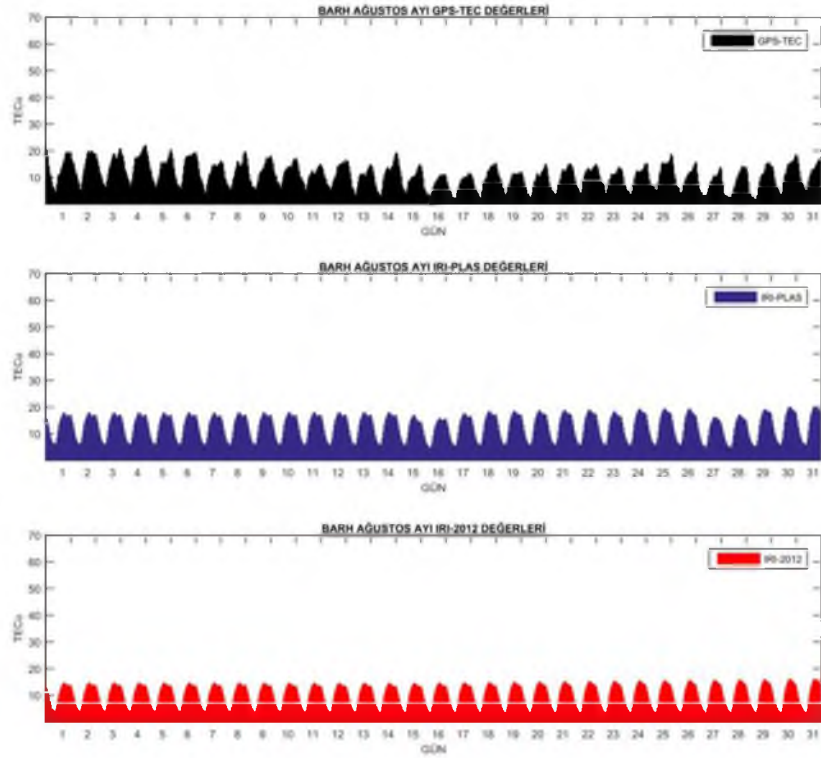 BARH AĞUSTOS AYI GPS-TEC DEĞERLERİ
70
60
50
40
30
20
10
TECu
GPS-TEC
1 2 3 4 5 6 7 8 9 10 11 12 13 14 15 16 17 18 19 20 21 22 23 24 25 26 27 28 29 30 31
GÜN
BARH AĞUSTOS AYI IRI-PLAS DEĞERLERİ
70
60
50
40
30
20
10
TECu
IRI-PLAS
1 2 3 4 5 6 7 8 9 10 11 12 13 14 15 16 17 18 19 20 21 22 23 24 25 26 27 28 29 30 31
GÜN
BARH AĞUSTOS AYI IRI-2012 DEĞERLERİ
70
60
50
40
30
20
10
TECu
IRI-2012
1 2 3 4 5 6 7 8 9 10 11 12 13 14 15 16 17 18 19 20 21 22 23 24 25 26 27 28 29 30 31
GÜN